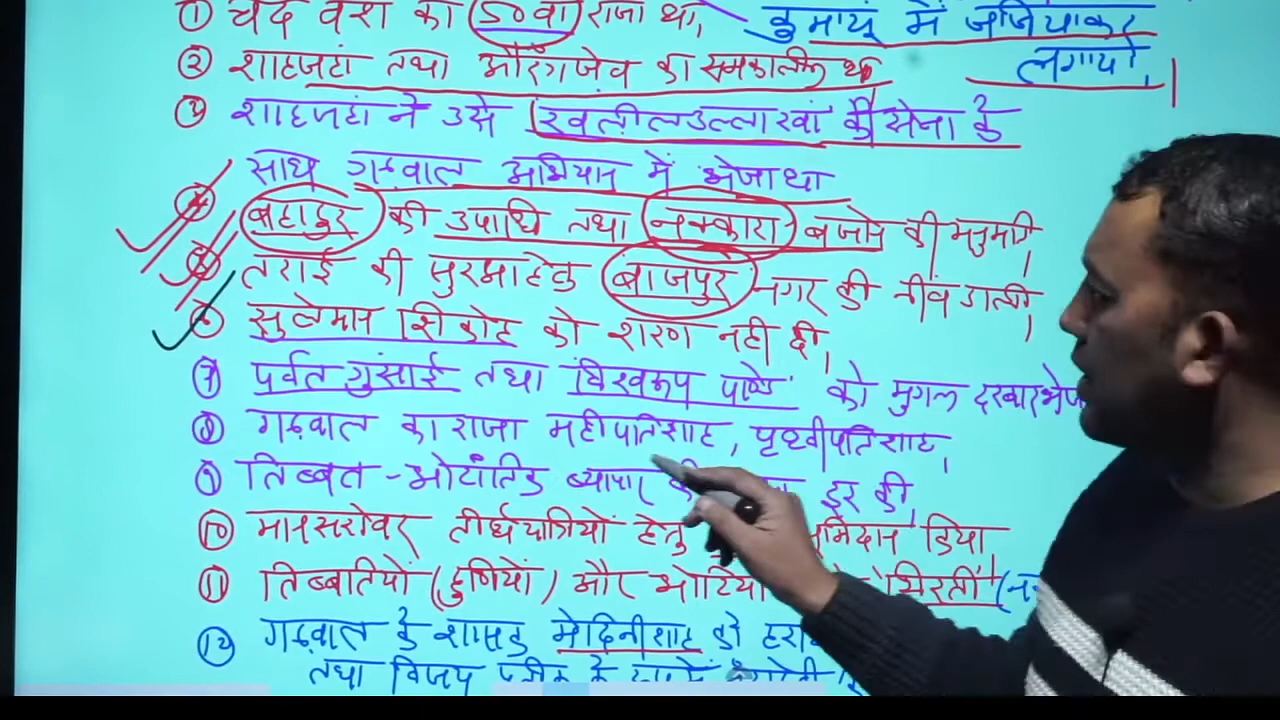 ① चंद वंश का 50वां राजा था, कुमायूं में जजियाकर
लगाया,
② शाहजहां तथा औरंगजेव का समकालीन था
③ शाहजहां ने उसे खलीलउल्लाखां की सेना के
साथ गढ़वाल अभियान में भेजा था
④ बहादुर की उपाधि तथा नक्कारा बजाने की अनुमति,
⑤ तराई की सुरक्षा हेतु बाजपुर नगर की नींव डाली,
⑥ सुलेमान सिकोह को शरण नही दी,
⑦ पर्वत गुंसाई तथा विश्वरूप पाण्डे को मुगल दरबार
⑧ गढ़वाल का राजा महीपतिशाह, पृथ्वीपतिशाह,
⑨ तिब्बत - भोटांतिक व्यापार की दूर की,
⑩ मानसरोवर तीर्थयात्रियों हेतु भूमिदान दिया,
⑪ तिब्बतियों (हुणियों) और सिरती
⑫ गढ़वाल के शासक मेदिनीशाह को
तथा विजय